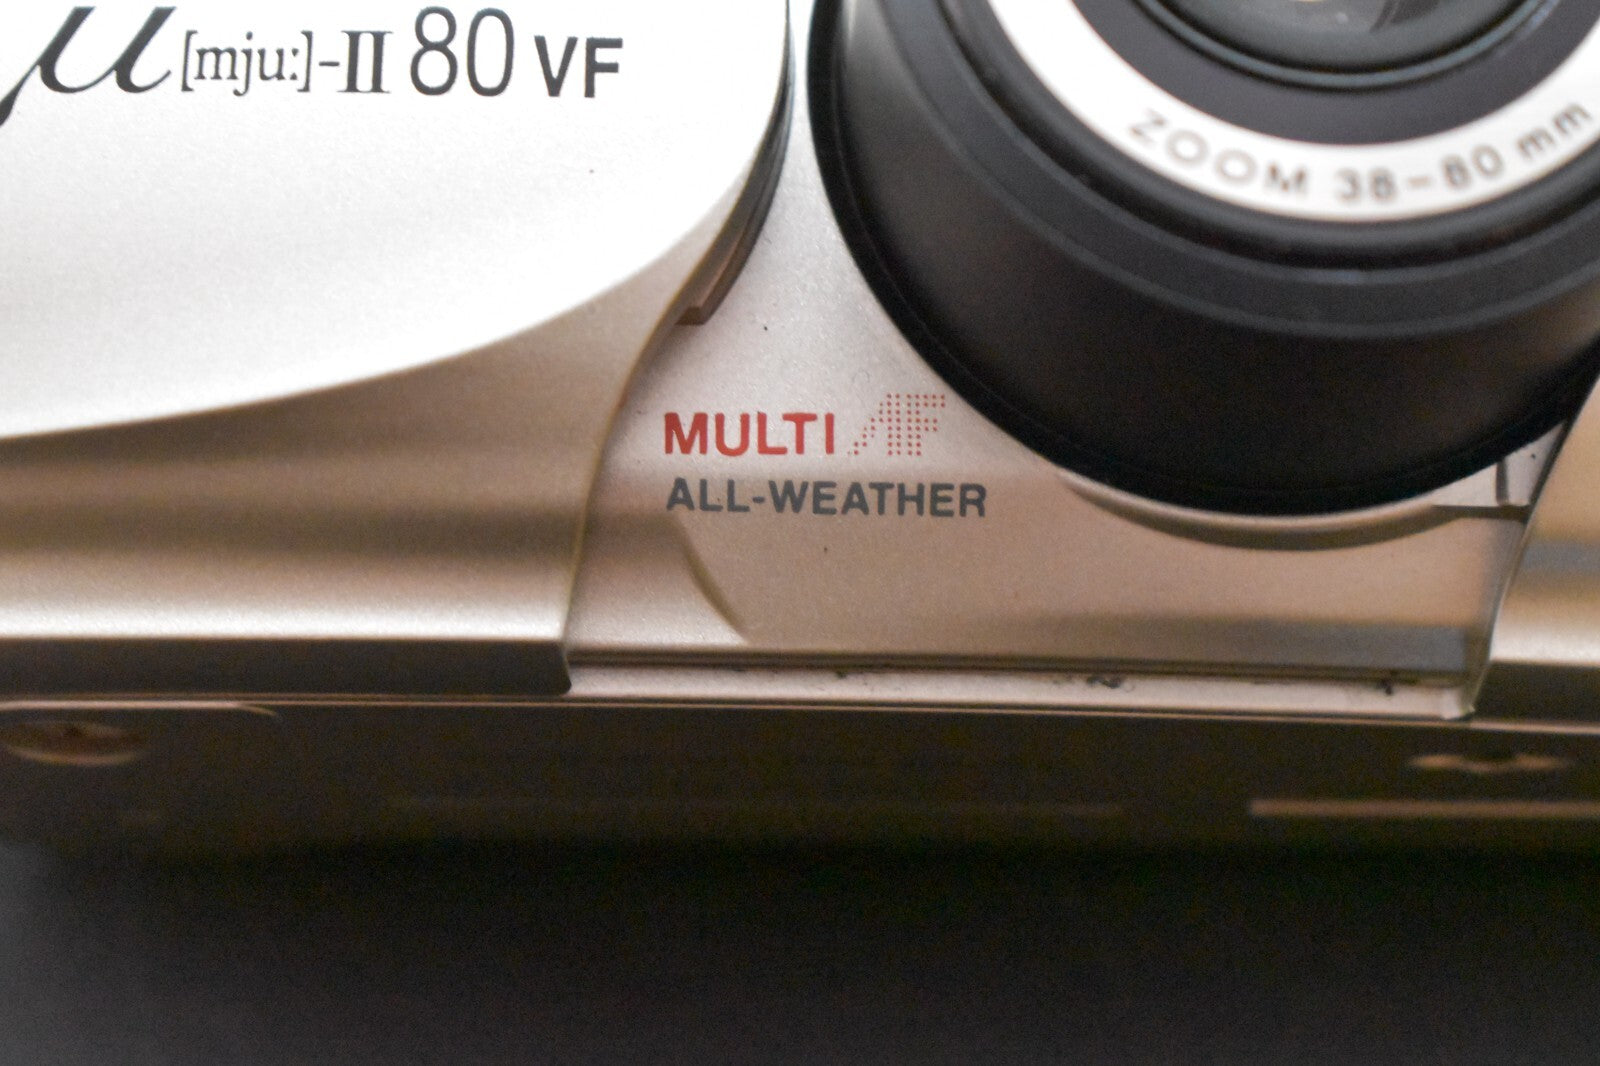 μ[mju:]-II 80 VF
ZOOM 38-80 mm
MULTI AF
ALL-WEATHER